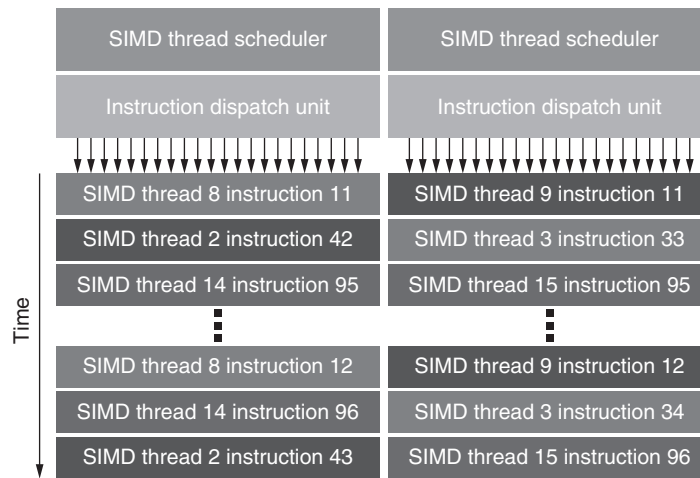 SIMD thread scheduler
SIMD thread scheduler
Instruction dispatch unit
Instruction dispatch unit
SIMD thread 8 instruction 11
SIMD thread 9 instruction 11
SIMD thread 2 instruction 42
SIMD thread 3 instruction 33
SIMD thread 14 instruction 95
SIMD thread 15 instruction 95
Time
SIMD thread 8 instruction 12
SIMD thread 9 instruction 12
SIMD thread 14 instruction 96
SIMD thread 3 instruction 34
SIMD thread 2 instruction 43
SIMD thread 15 instruction 96